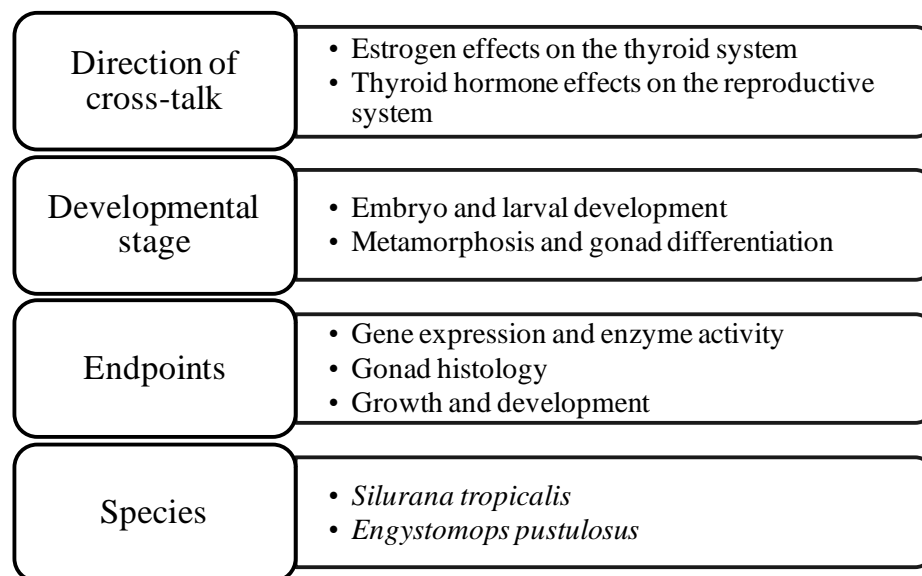 Direction of
cross-talk
• Estrogen effects on the thyroid system
• Thyroid hormone effects on the reproductive
system
Developmental
stage
• Embryo and larval development
• Metamorphosis and gonad differentiation
Endpoints
• Gene expression and enzyme activity
• Gonad histology
• Growth and development
Species
• Silurana tropicalis
• Engystomops pustulosus